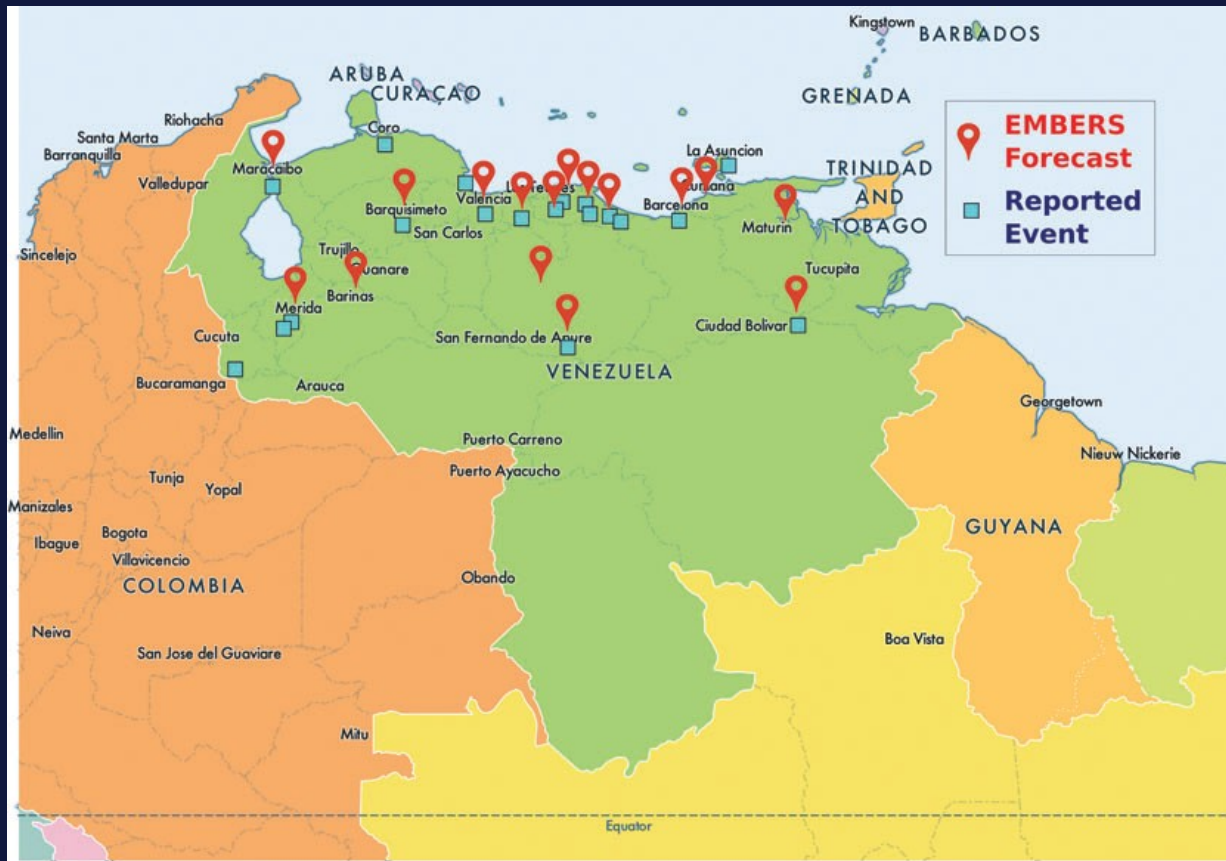 Kingstown
BARBADOS
ARUBA
CURAÇAO
GRENADA
Riohacha
Santa Marta
Barranquilla
Coro
La Asuncion
EMBERS
Forecast
Reported
Event
Maracaibo
Valledupar
TRINIDAD
AND
TOBAGO
Valencia
Barquisimeto
San Carlos
Barcelona
Maturin
Sincelejo
Trujillo
Guanare
Barinas
Tucupita
Merida
Cucuta
San Fernando de Apure
Ciudad Bolivar
VENEZUELA
Bucaramanga
Arauca
Georgetown
Medellin
Puerto Carreno
Puerto Ayacucho
Nieuw Nickerie
Tunja
Yopal
Manizales
Bogota
Ibague
Villavicencio
GUYANA
COLOMBIA
Obando
Neiva
San Jose del Guaviare
Boa Vista
Mitu
Equator